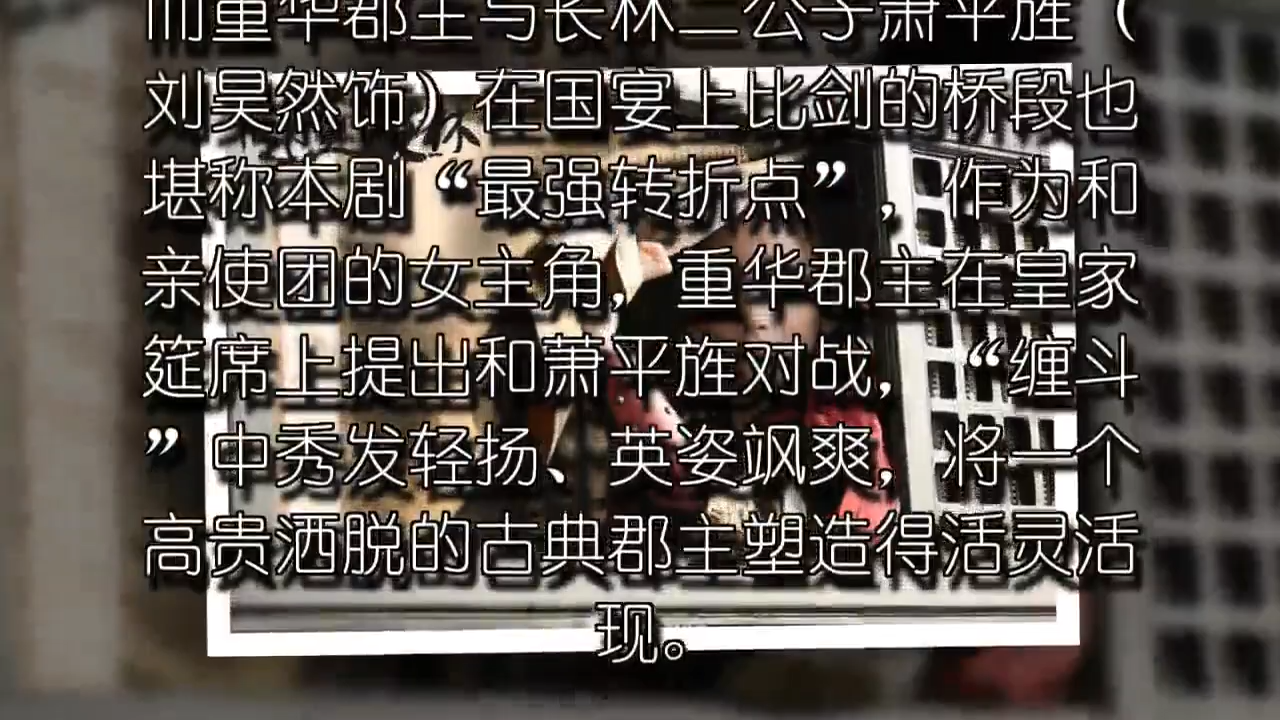 而重华郡主与长林二公子萧平旌（
刘昊然饰）在国宴上比剑的桥段也
堪称本剧“最强转折点”，作为和
亲使团的女主角，重华郡主在皇家
筵席上提出和萧平旌对战，“缠斗
”中秀发轻扬、英姿飒爽，将一个
高贵洒脱的古典郡主塑造得活灵活
现。